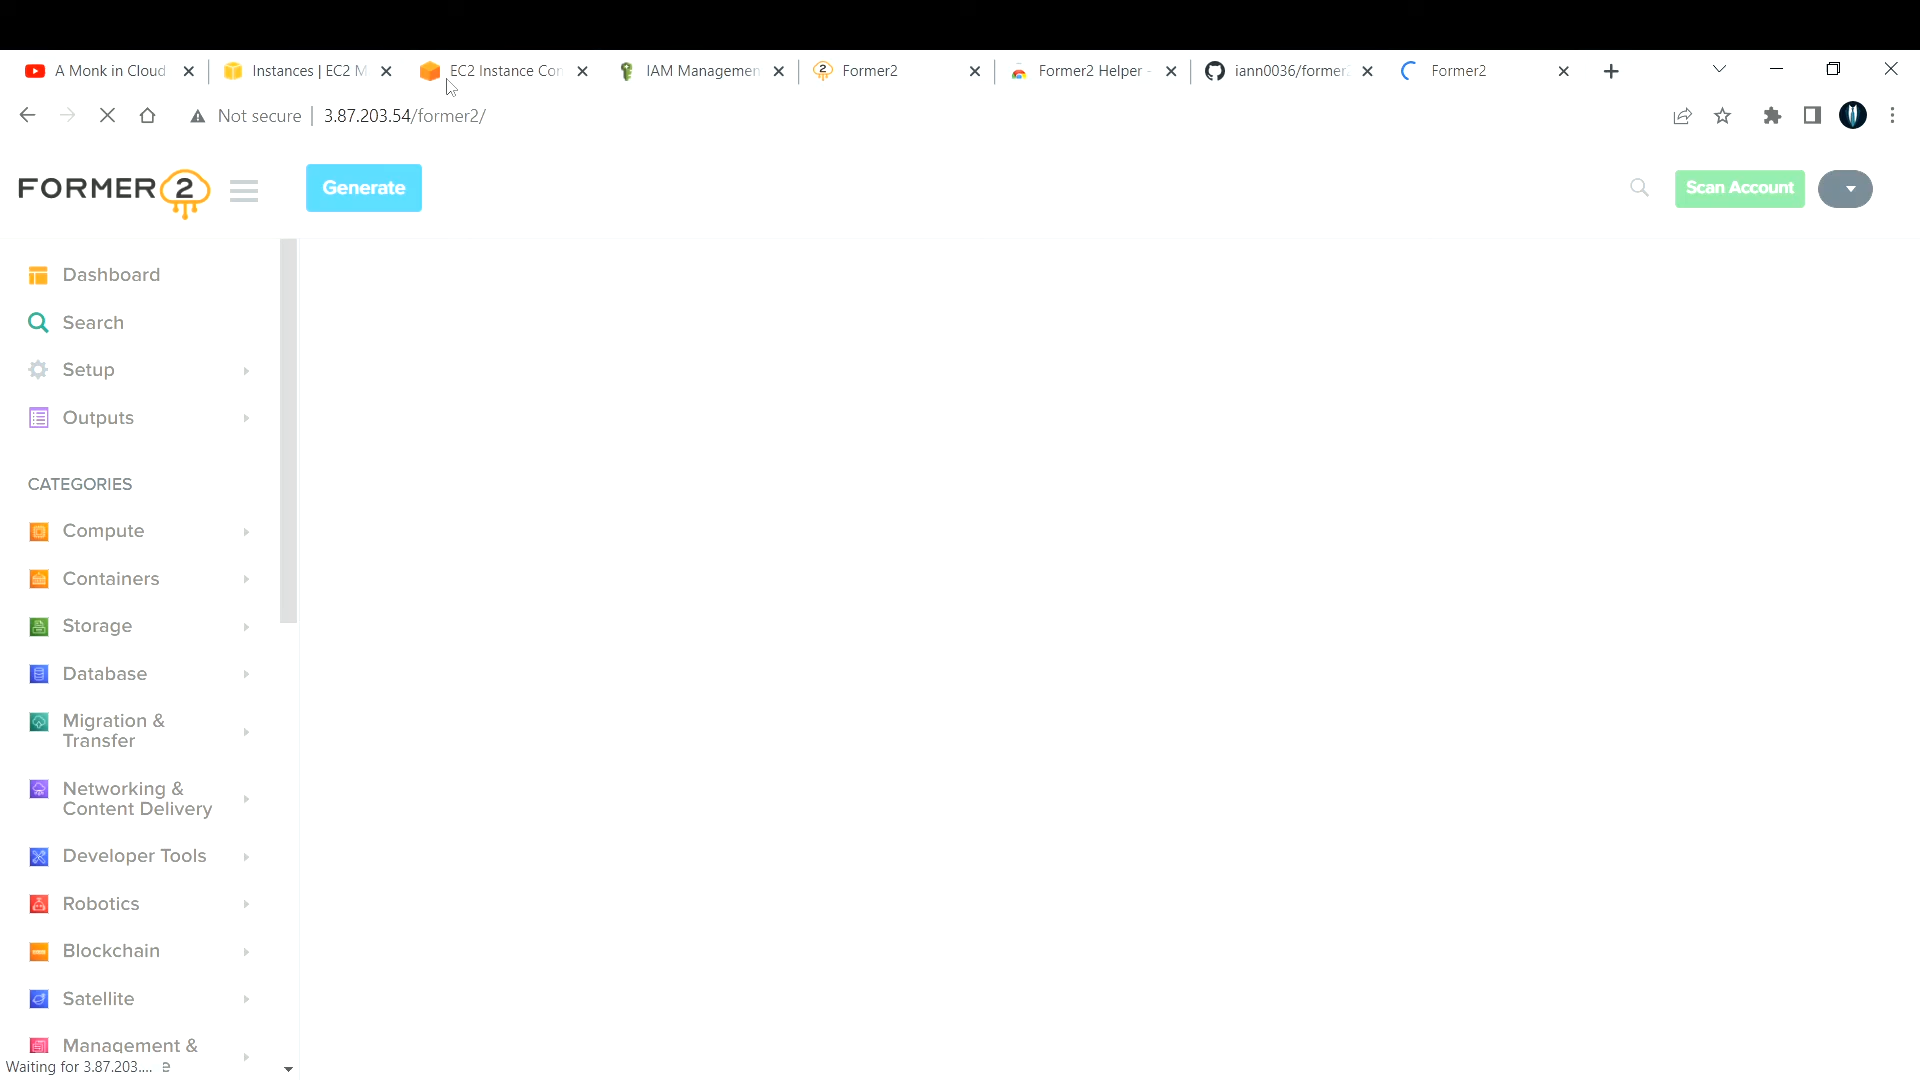 A Monk in Cloud
Instances | EC2 M
EC2 Instance Con
IAM Managemen
Former2
Former2 Helper -
iann0036/former2
Former2
Not secure
3.87.203.54/former2/
FORMER 2
Generate
Scan Account
Dashboard
Search
Setup
Outputs
CATEGORIES
Compute
Containers
Storage
Database
Migration &
Transfer
Networking &
Content Delivery
Developer Tools
Robotics
Blockchain
Satellite
Management &
Waiting for 3.87.203....